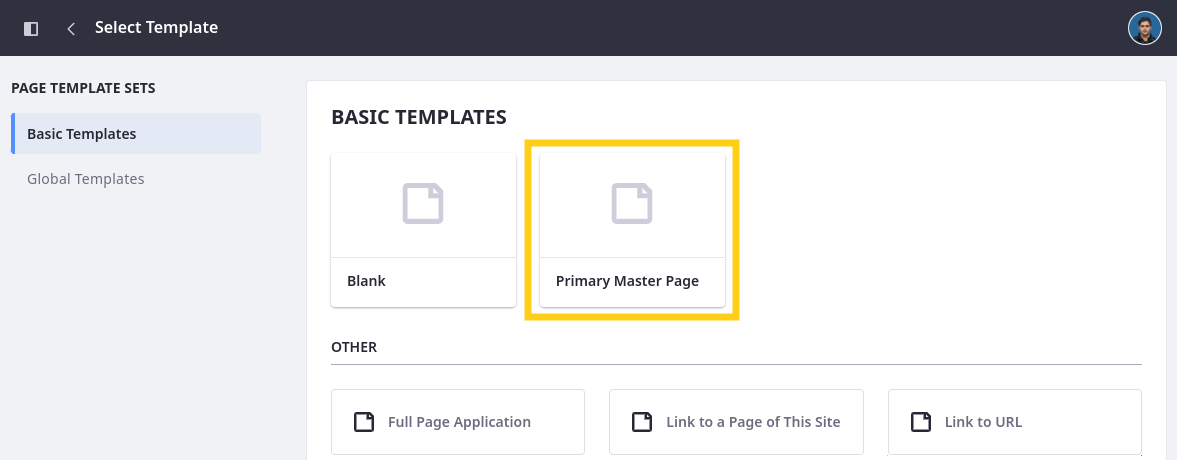 Select Template
PAGE TEMPLATE SETS
Basic Templates
Global Templates
BASIC TEMPLATES
Blank
Primary Master Page
OTHER
Full Page Application
Link to a Page of This Site
Link to URL